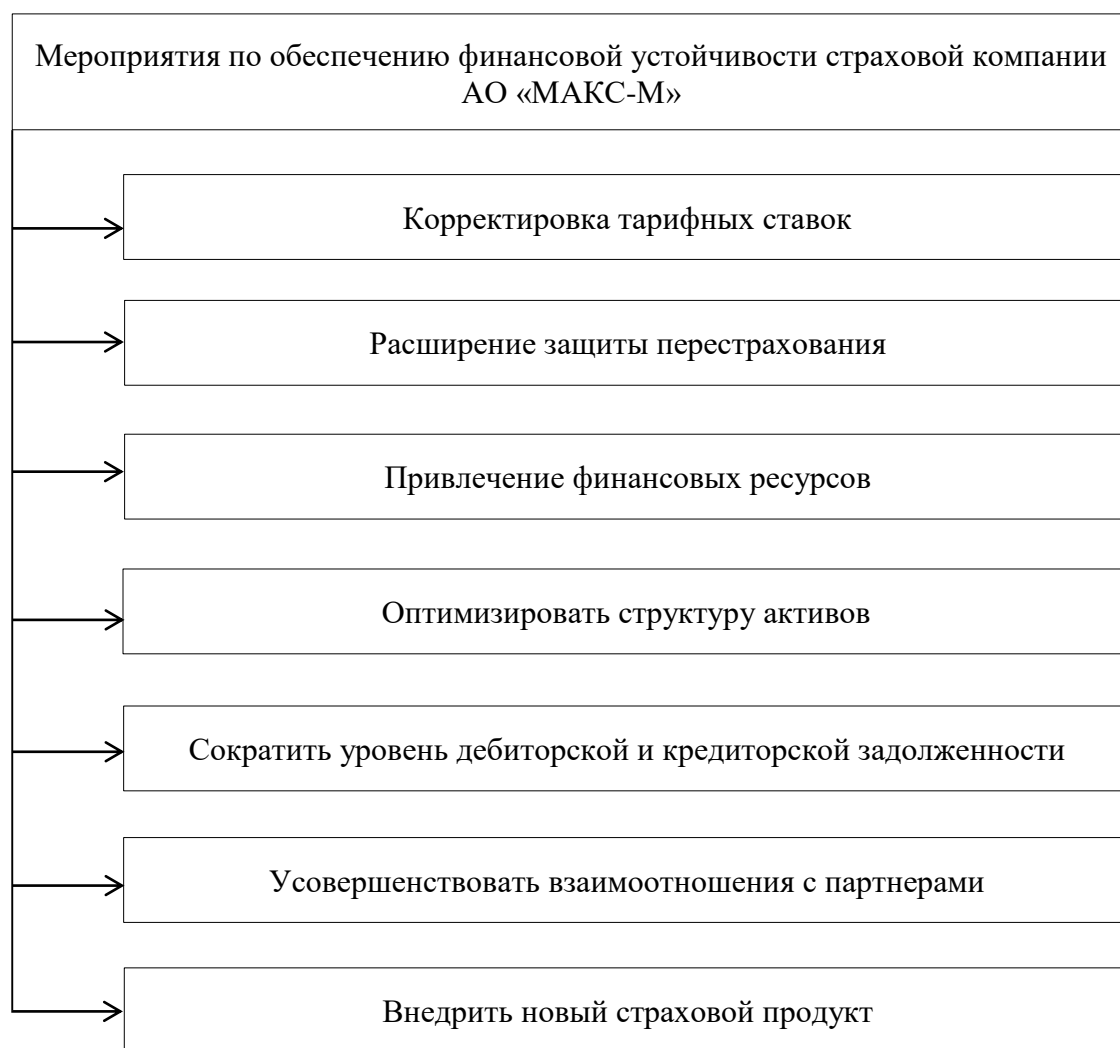 Мероприятия по обеспечению финансовой устойчивости страховой компании
АО «МАКС-М»
Корректировка тарифных ставок
Расширение защиты перестрахования
Привлечение финансовых ресурсов
Оптимизировать структуру активов
Сократить уровень дебиторской и кредиторской задолженности
Усовершенствовать взаимоотношения с партнерами
Внедрить новый страховой продукт